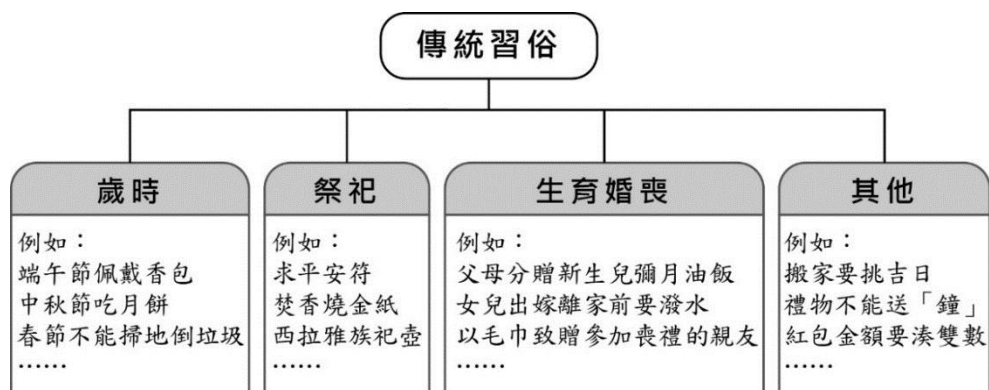 傳統習俗
歲時
例如：
端午節佩戴香包
中秋節吃月餅
春節不能掃地倒垃圾
……
祭祀
例如：
求平安符
焚香燒金紙
西拉雅族祀壺
……
生育婚喪
例如：
父母分贈新生兒彌月油飯
女兒出嫁離家前要潑水
以毛巾致贈參加喪禮的親友
……
其他
例如：
搬家要挑吉日
禮物不能送「鐘」
紅包金額要湊雙數
……